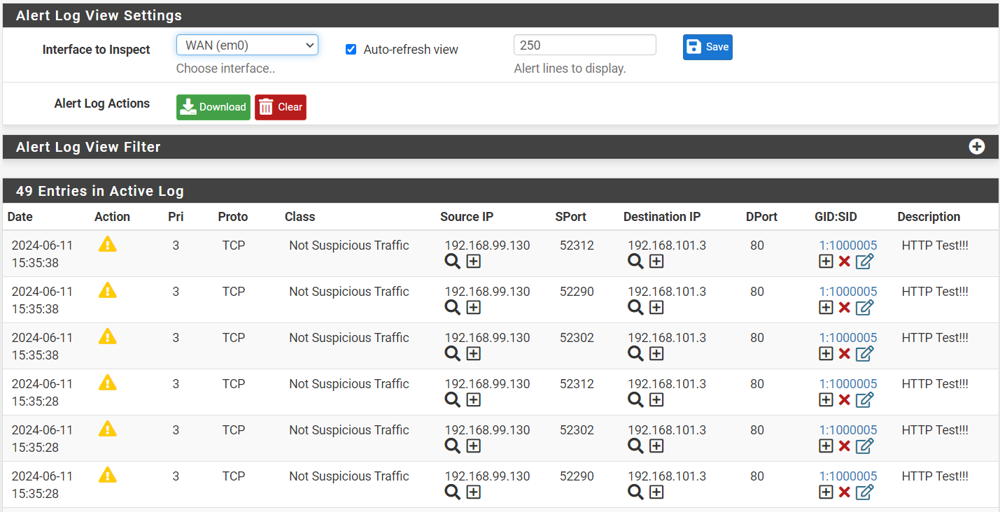 Alert Log View Settings
Interface to Inspect WAN (em0) Auto-refresh view 250 Save
Choose interface.. Alert lines to display.
Alert Log Actions Download Clear
Alert Log View Filter
49 Entries in Active Log
Date Action Pri Proto Class Source IP SPort Destination IP DPort GID:SID Description
2024-06-11 3 TCP Not Suspicious Traffic 192.168.99.130 52312 192.168.101.3 80 1:1000005 HTTP Test!!!
15:35:38
2024-06-11 3 TCP Not Suspicious Traffic 192.168.99.130 52290 192.168.101.3 80 1:1000005 HTTP Test!!!
15:35:38
2024-06-11 3 TCP Not Suspicious Traffic 192.168.99.130 52302 192.168.101.3 80 1:1000005 HTTP Test!!!
15:35:38
2024-06-11 3 TCP Not Suspicious Traffic 192.168.99.130 52312 192.168.101.3 80 1:1000005 HTTP Test!!!
15:35:28
2024-06-11 3 TCP Not Suspicious Traffic 192.168.99.130 52302 192.168.101.3 80 1:1000005 HTTP Test!!!
15:35:28
2024-06-11 3 TCP Not Suspicious Traffic 192.168.99.130 52290 192.168.101.3 80 1:1000005 HTTP Test!!!
15:35:28